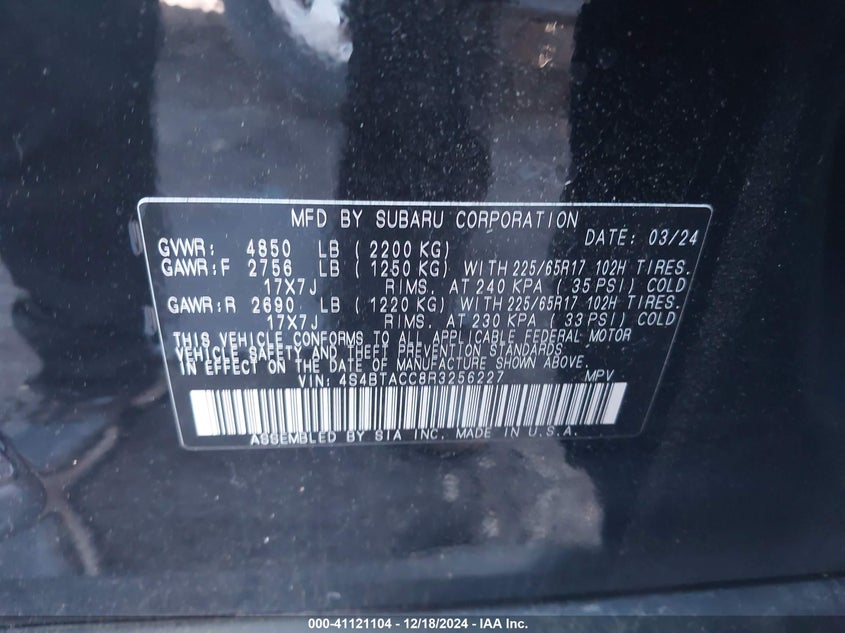 MFD BY SUBARU CORPORATION
DATE: 03/24
GVWR: 4850 LB (2200 KG)
GAWR:F 2756 LB (1250 KG) WITH 225/65R17 102H TIRES.
17X7J RIMS. AT 240 KPA (35 PSI) COLD
GAWR:R 2690 LB (1220 KG) WITH 225/65R17 102H TIRES.
17X7J RIMS. AT 230 KPA (33 PSI) COLD
THIS VEHICLE CONFORMS TO ALL APPLICABLE FEDERAL MOTOR
VEHICLE SAFETY AND THEFT PREVENTION STANDARDS
IN EFFECT ON THE DATE OF MANUFACTURE SHOWN ABOVE.
VIN: 4S4BTACC8R3256227 MPV
ASSEMBLED BY SIA INC. MADE IN U.S.A.
000-41121104 - 12/18/2024 - IAA Inc.